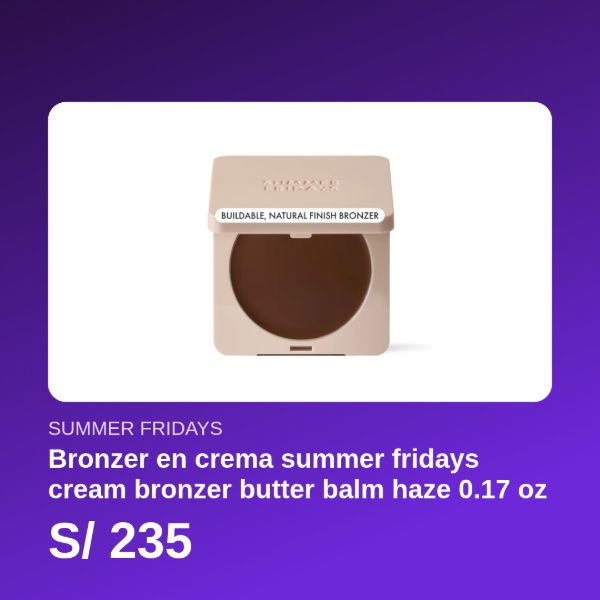 BUILDABLE, NATURAL FINISH BRONZER
SUMMER FRIDAYS
Bronzer en crema summer fridays
cream bronzer butter balm haze 0.17 oz
S/ 235